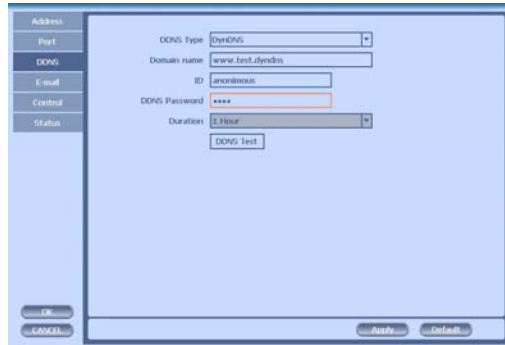 Address
Port
DDNS
E-mail
Control
Status
DDNS Type DynDNS
Domain name www.test.dyndns
ID anonimous
DDNS Password ****
Duration 1 Hour
DDNS Test
OK
CANCEL
Apply
Default